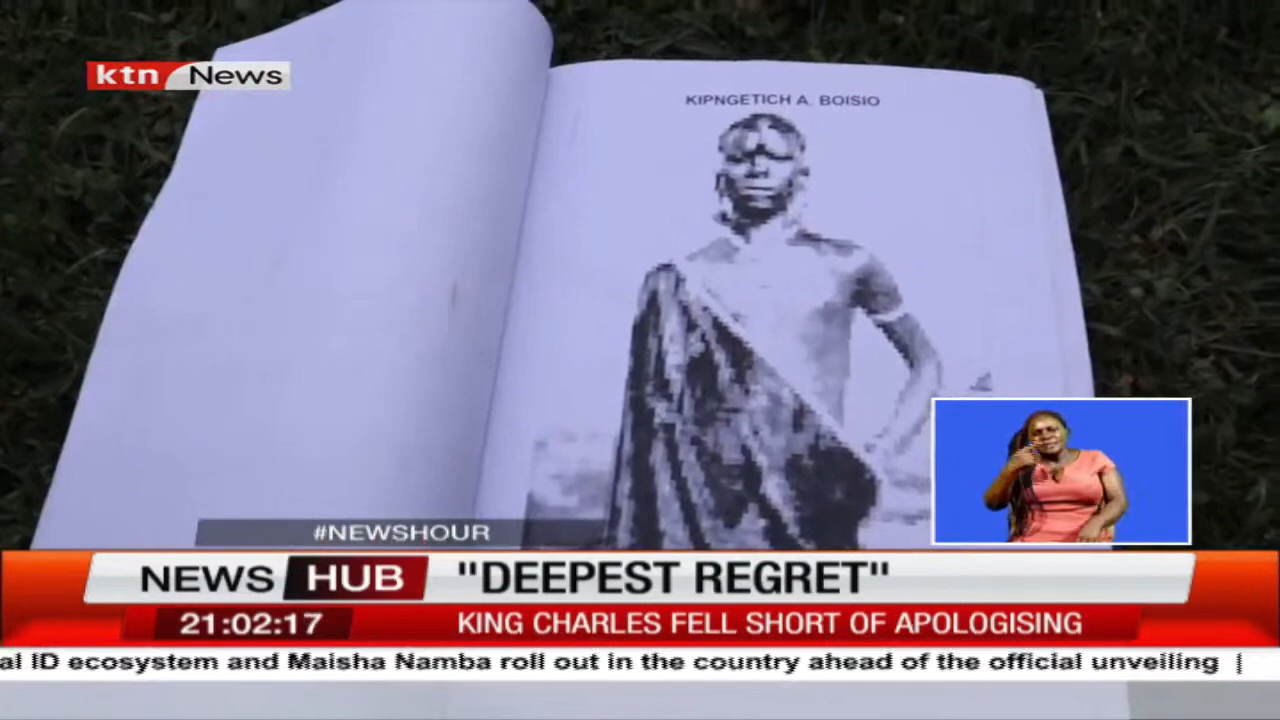 ktn News
KIPNGETICH A. BOISIO
#NEWSHOUR
NEWS HUB "DEEPEST REGRET"
21:02:17 KING CHARLES FELL SHORT OF APOLOGISING
al ID ecosystem and Maisha Namba roll out in the country ahead of the official unveiling |